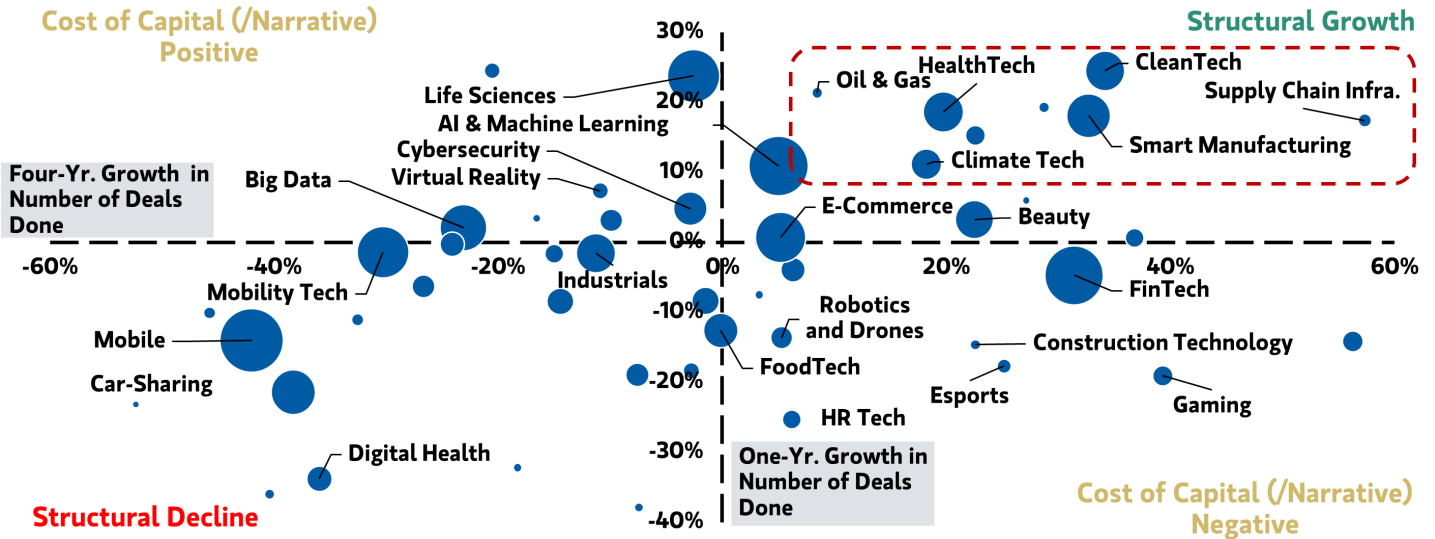 Cost of Capital (/Narrative)
Positive
Structural Growth
30%
HealthTech
CleanTech
Oil & Gas
Life Sciences
Supply Chain Infra.
20%
AI & Machine Learning
Cybersecurity
Smart Manufacturing
Climate Tech
Four-Yr. Growth in
Number of Deals
Done
Big Data
Virtual Reality
10%
E-Commerce
Beauty
0%
-60%
-40%
-20%
0%
20%
40%
60%
Industrials
Mobility Tech
FinTech
-10%
Robotics
and Drones
Mobile
Construction Technology
FoodTech
Car-Sharing
-20%
Esports
Gaming
HR Tech
Digital Health
-30%
One-Yr. Growth in
Number of Deals
Done
Structural Decline
-40%
Cost of Capital (/Narrative)
Negative